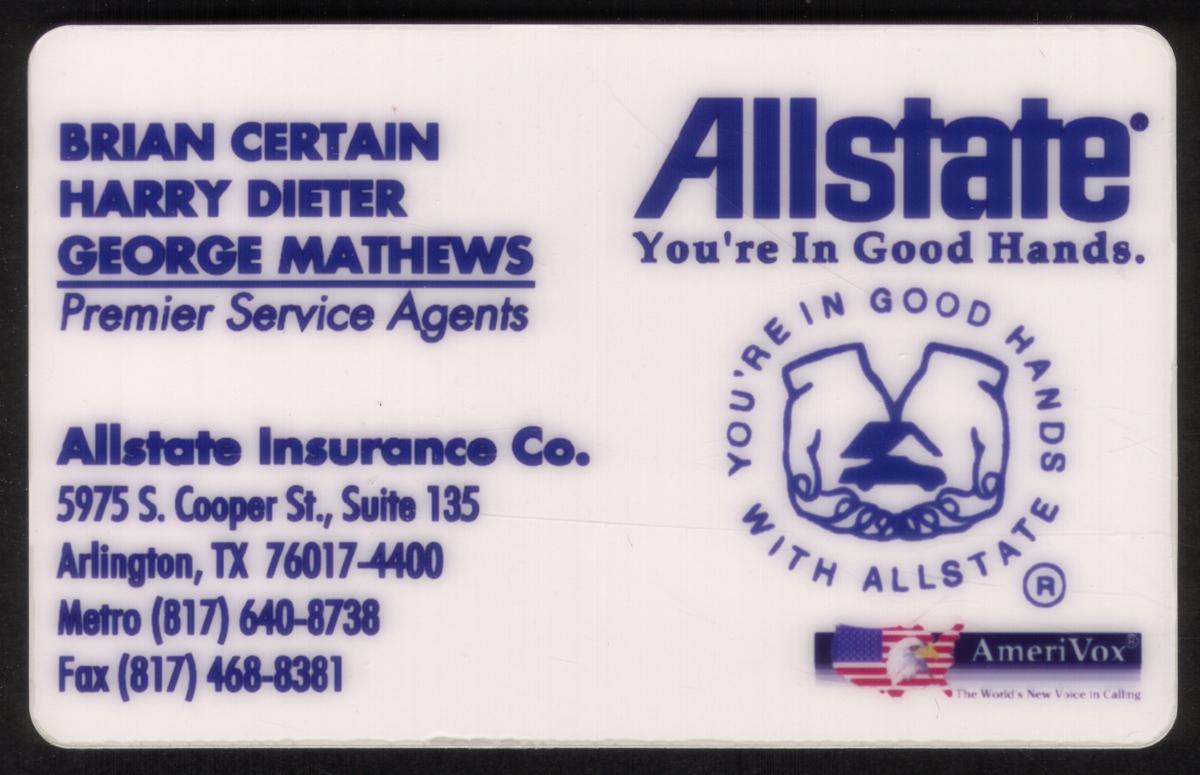 BRIAN CERTAIN
HARRY DIETER
GEORGE MATHEWS
Premier Service Agents
Allstate Insurance Co.
5975 S. Cooper St., Suite 135
Arlington, TX 76017-4400
Metro (817) 640-8738
Fax (817) 468-8381
Allstate®
You're In Good Hands.
YOU'RE IN GOOD HANDS
WITH ALLSTATE ®
AmeriVox®
The World's New Voice in Calling